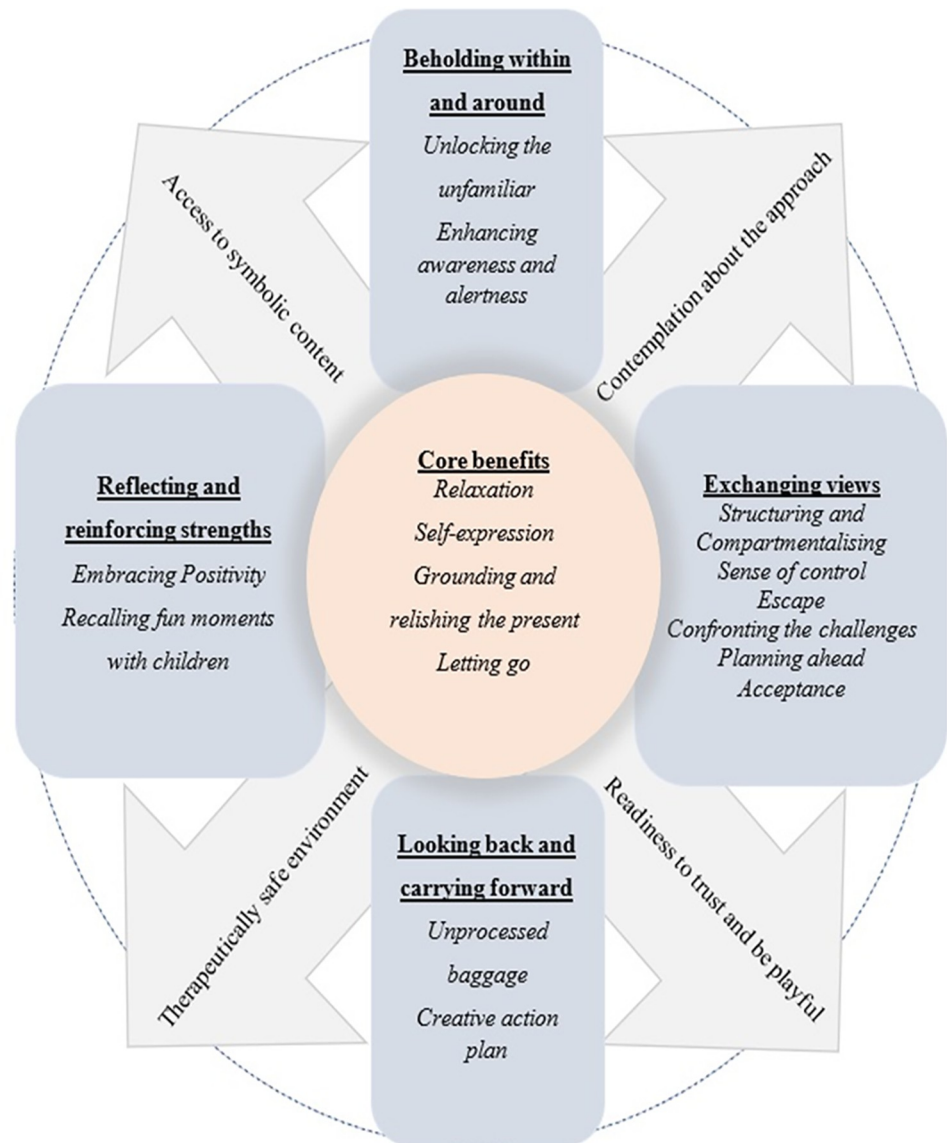 Beholding within
and around
Unlocking the
unfamiliar
Enhancing
awareness and
alertness
Access to symbolic content
Contemplation about the approach
Reflecting and
reinforcing strengths
Embracing Positivity
Recalling fun moments
with children
Core benefits
Relaxation
Self-expression
Grounding and
relishing the present
Letting go
Exchanging views
Structuring and
Compartmentalising
Sense of control
Escape
Confronting the challenges
Planning ahead
Acceptance
Therapeutically safe environment
Readiness to trust and be playful
Looking back and
carrying forward
Unprocessed
baggage
Creative action
plan